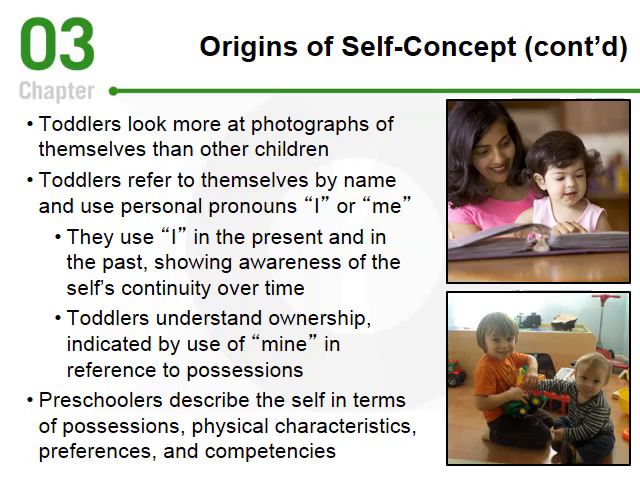 03
Chapter
Origins of Self-Concept (cont’d)
• Toddlers look more at photographs of
themselves than other children
• Toddlers refer to themselves by name
and use personal pronouns “I” or “me”
• They use “I” in the present and in
the past, showing awareness of the
self’s continuity over time
• Toddlers understand ownership,
indicated by use of “mine” in
reference to possessions
• Preschoolers describe the self in terms
of possessions, physical characteristics,
preferences, and competencies